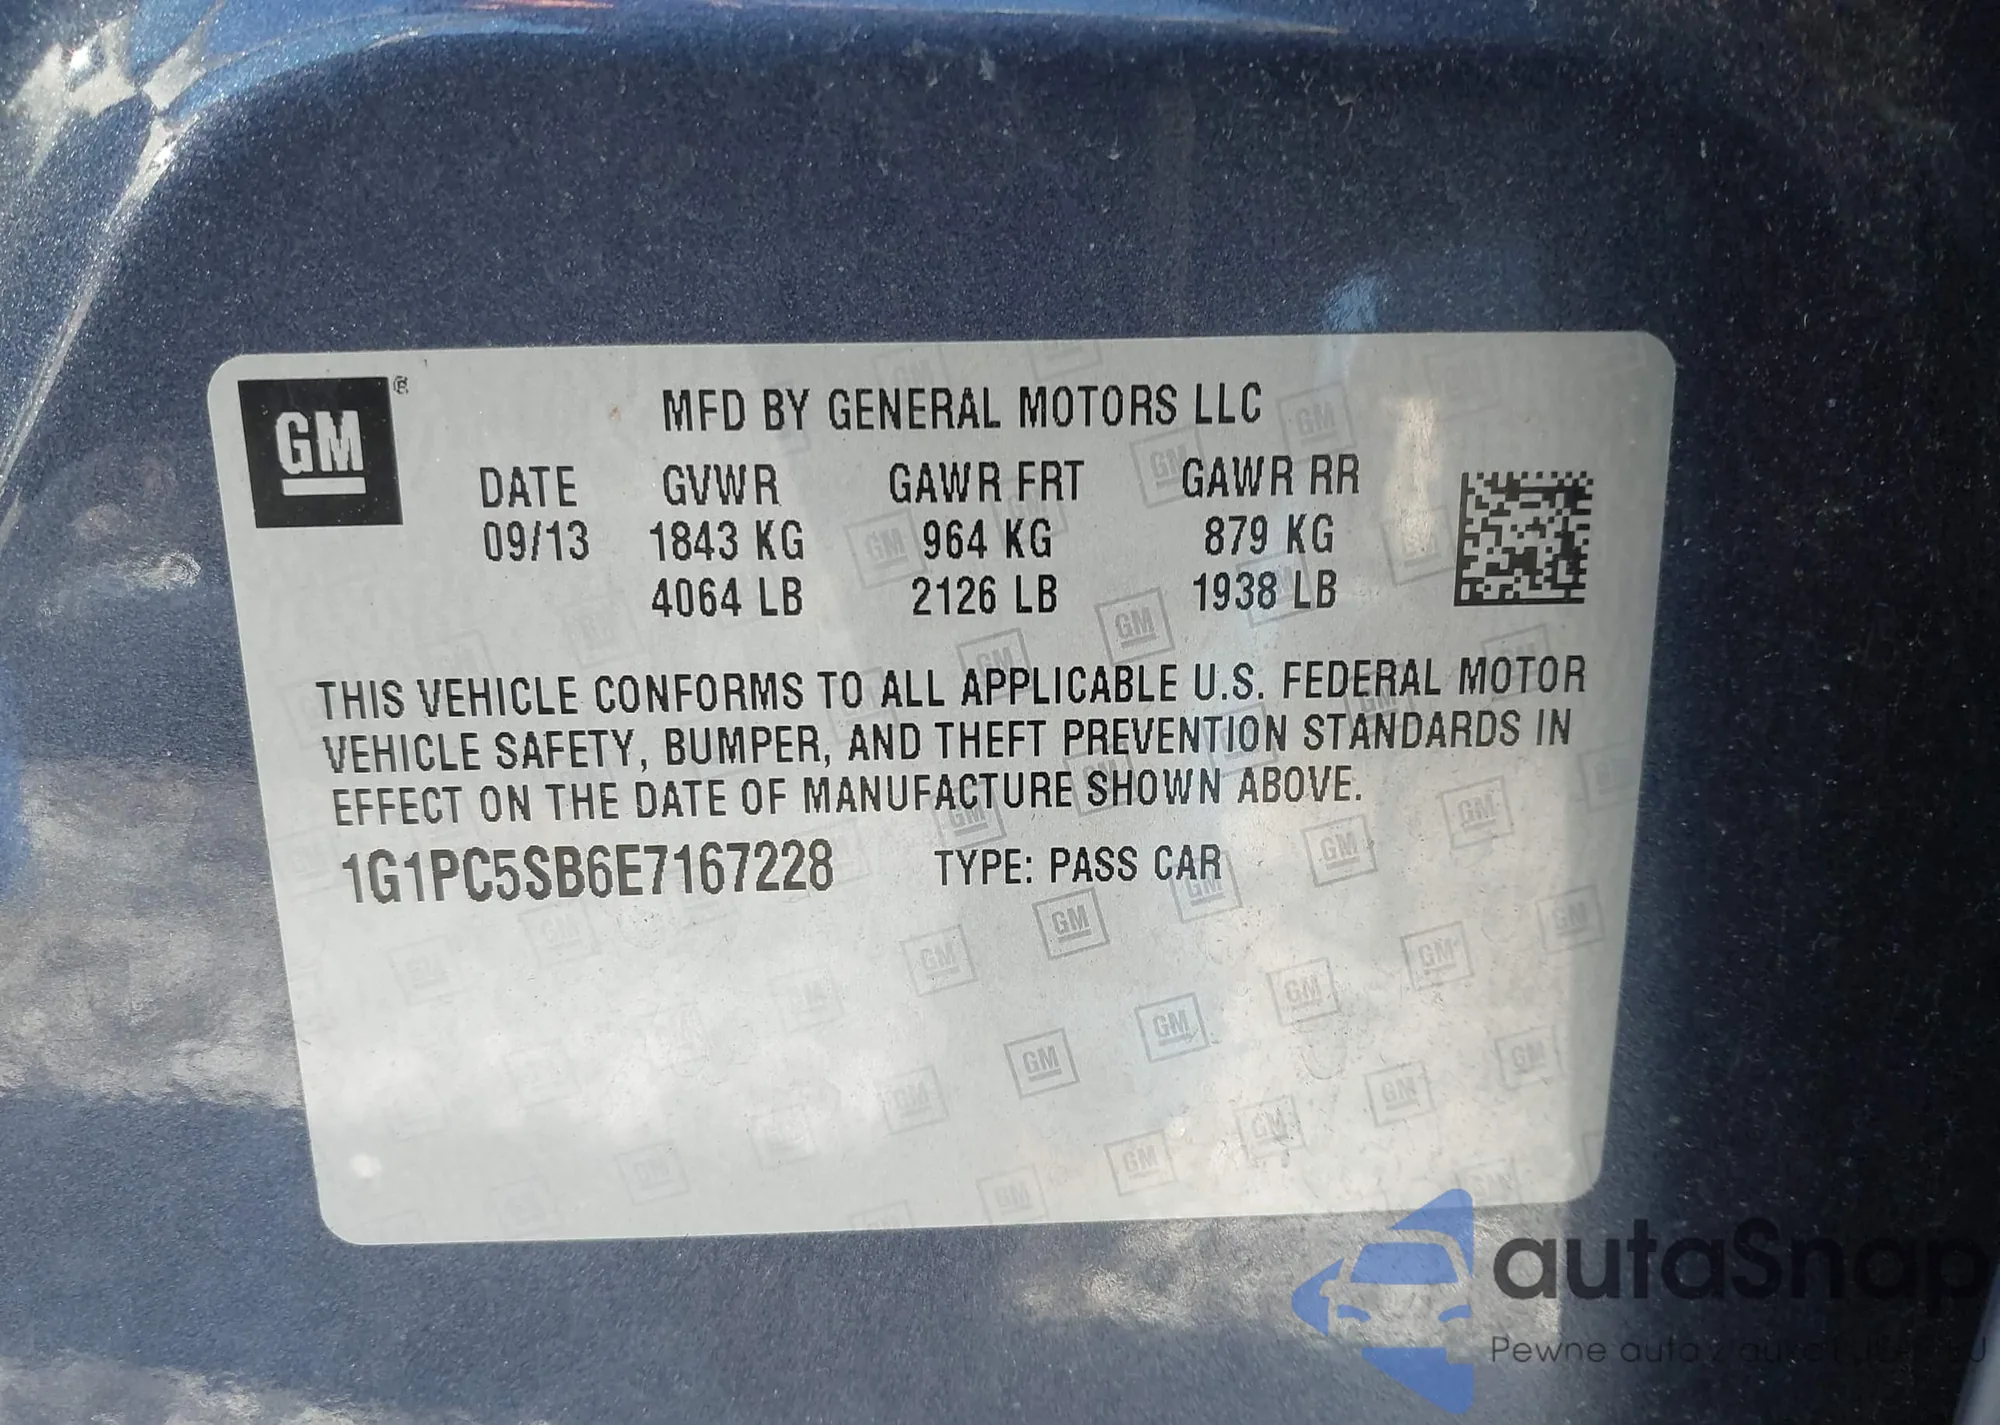 GM ®
MFD BY GENERAL MOTORS LLC
DATE GVWR GAWR FRT GAWR RR
09/13 1843 KG 964 KG 879 KG
4064 LB 2126 LB 1938 LB
THIS VEHICLE CONFORMS TO ALL APPLICABLE U.S. FEDERAL MOTOR
VEHICLE SAFETY, BUMPER, AND THEFT PREVENTION STANDARDS IN
EFFECT ON THE DATE OF MANUFACTURE SHOWN ABOVE.
1G1PC5SB6E7167228 TYPE: PASS CAR
autaSnap
Pewne auta z